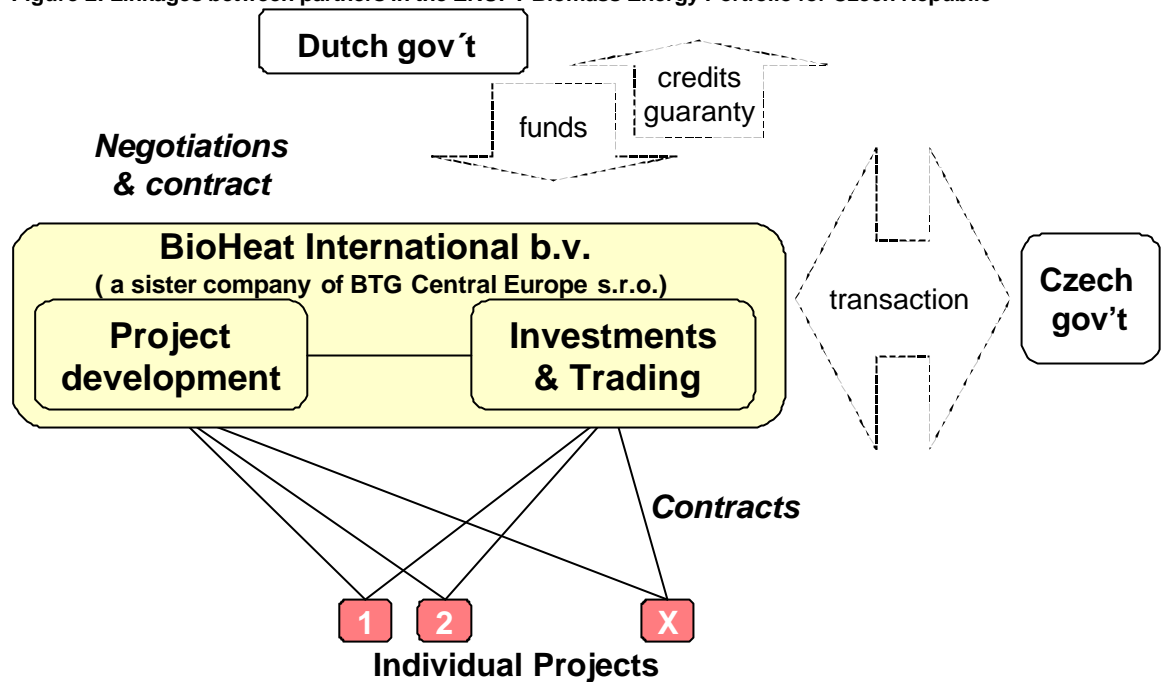 Dutch gov´t
credits
guaranty
funds
Negotiations
& contract
BioHeat International b.v.
( a sister company of BTG Central Europe s.r.o.)
Project
development
Investments
& Trading
transaction
Czech
gov’t
Contracts
1 2 X
Individual Projects